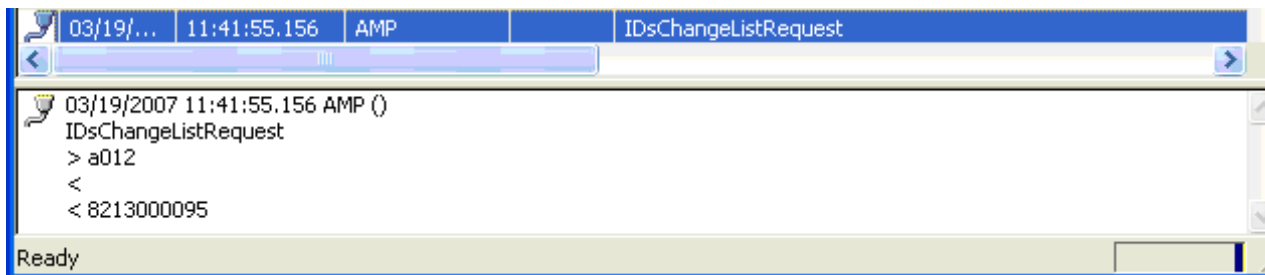 03/19/... 11:41:55.156 AMP IDsChangeListRequest
03/19/2007 11:41:55.156 AMP ()
IDsChangeListRequest
> a012
<
< 8213000095
Ready